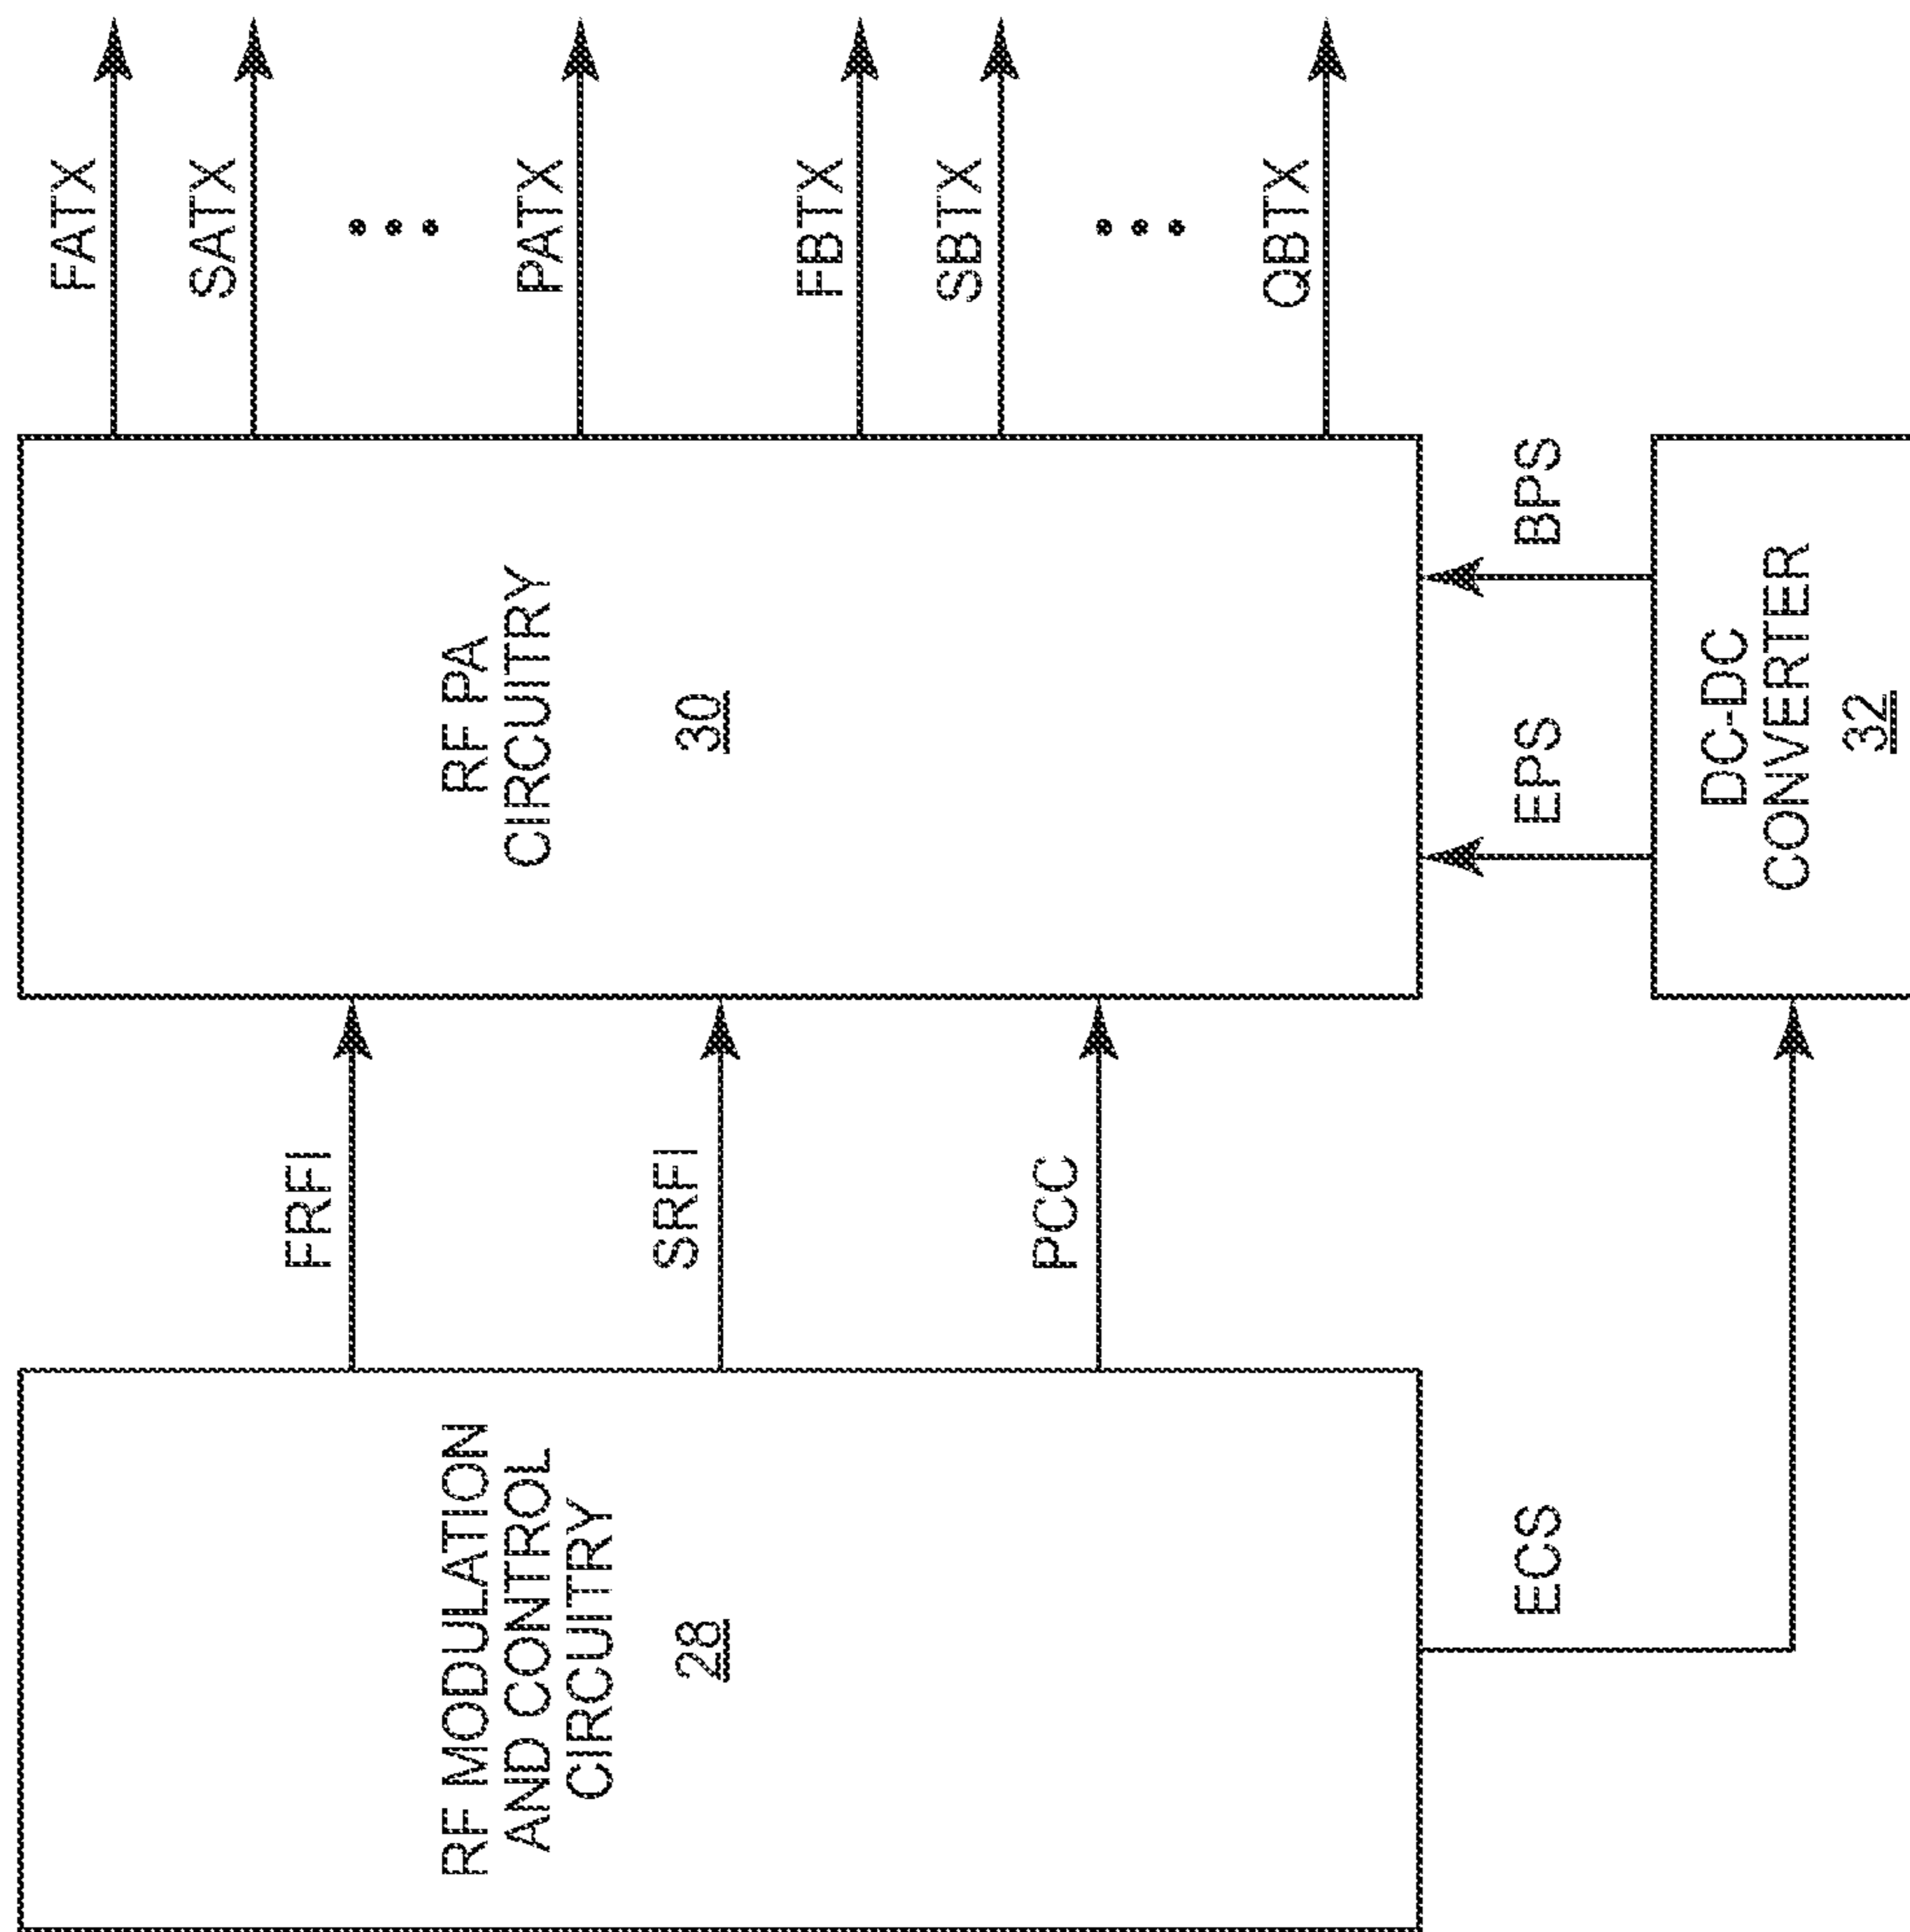 RF MODULATION
AND CONTROL
CIRCUITRY
28
FRFI
SRFI
PCC
ECS
RF PA
CIRCUITRY
30
EPS
BPS
DC-DC
CONVERTER
32
FATX
SATX
PATX
FBTX
SBTX
QBTX